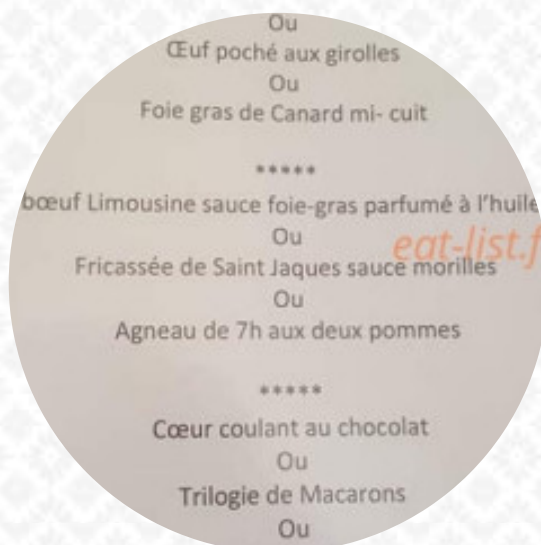 Ou
Œuf poché aux girolles
Ou
Foie gras de Canard mi- cuit
*****
bœuf Limousine sauce foie-gras parfumé à l'huile
Ou
eat-list.f
Fricassée de Saint Jaques sauce morilles
Ou
Agneau de 7h aux deux pommes
*****
Cœur coulant au chocolat
Ou
Trilogie de Macarons
Ou